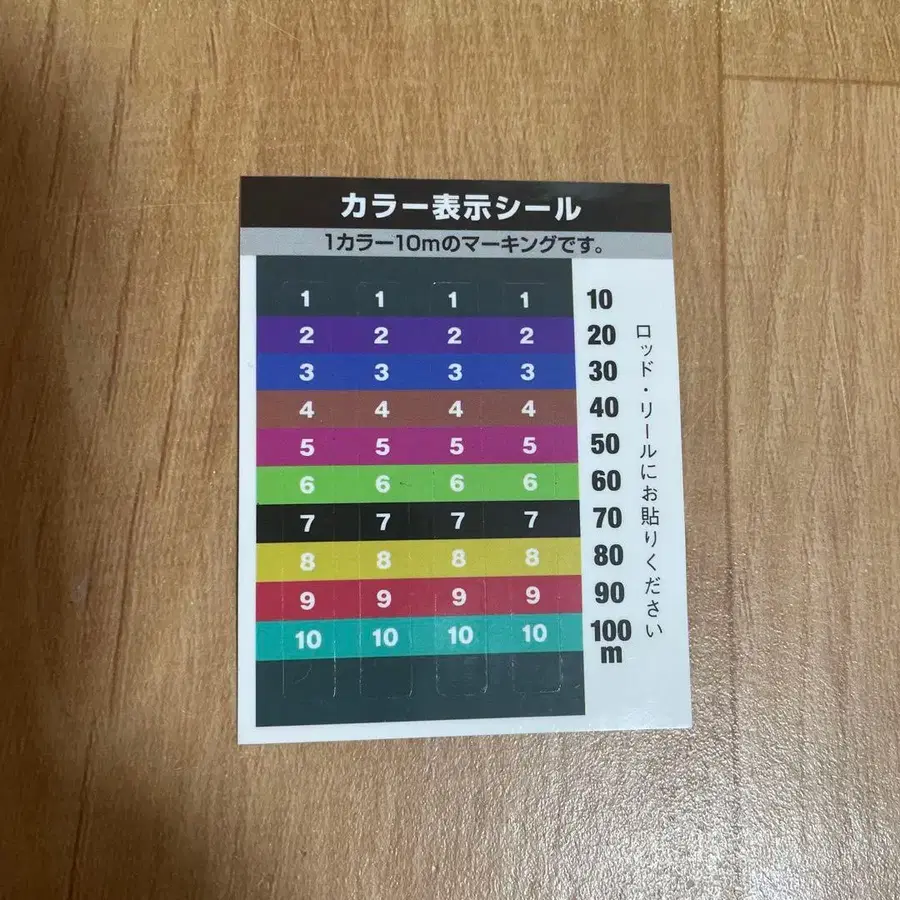 カラー表示シール
1カラー10mのマーキングです。
1 1 1 1 10
2 2 2 2 20
3 3 3 3 30
4 4 4 4 40
5 5 5 5 50
6 6 6 6 60
7 7 7 7 70
8 8 8 8 80
9 9 9 9 90
10 10 10 10 100
m
ロッド・リールにお貼りください